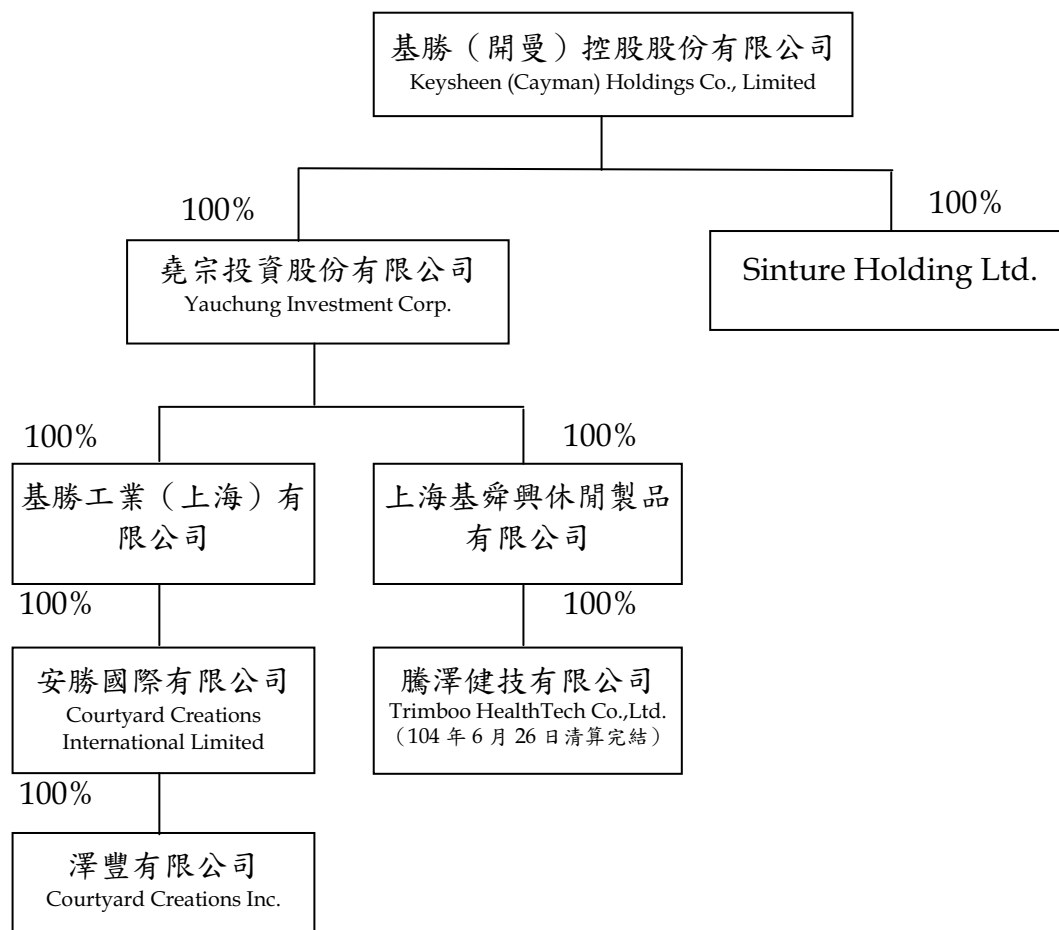 基勝（開曼）控股股份有限公司
Keysheen (Cayman) Holdings Co., Limited
100%
100%
堯宗投資股份有限公司
Yauchung Investment Corp.
Sinture Holding Ltd.
100%
100%
基勝工業（上海）有
限公司
上海基舜興休閒製品
有限公司
100%
100%
安勝國際有限公司
Courtyard Creations
International Limited
騰澤健技有限公司
Trimboo HealthTech Co.,Ltd.
（104 年 6 月 26 日清算完結）
100%
澤豐有限公司
Courtyard Creations Inc.